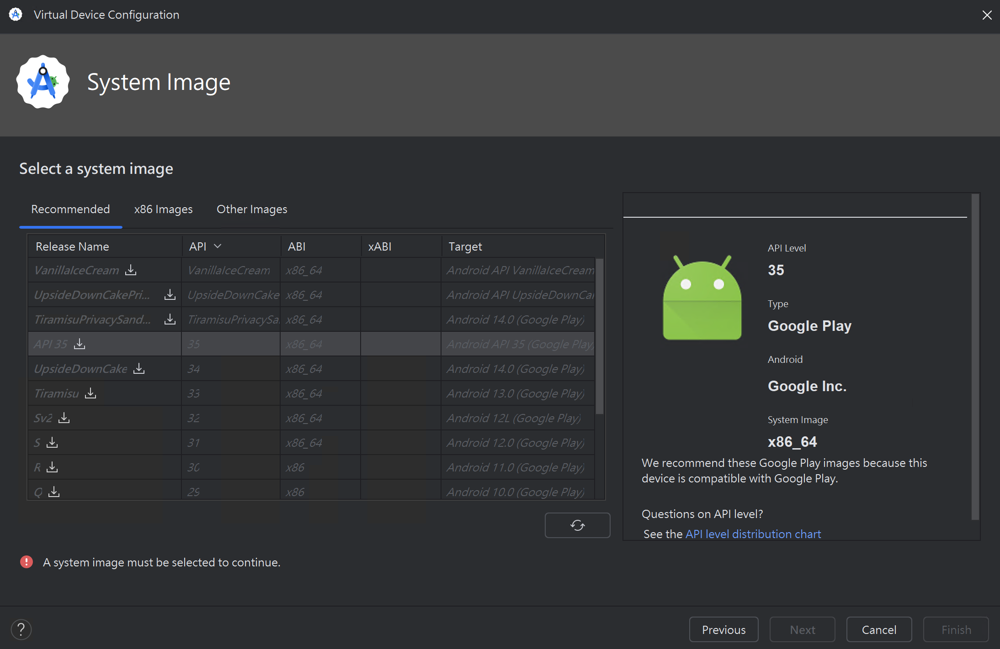 Virtual Device Configuration
System Image
Select a system image
Recommended x86 Images Other Images
Release Name API ABI xABI Target
VanillaIceCream VanillaIceCream x86_64 Android API VanillaIceCream
UpsideDownCakePri... UpsideDownCake x86_64 Android API UpsideDownCa
TiramisuPrivacySand... TiramisuPrivacySa x86_64 Android 14.0 (Google Play)
API 35 35 x86_64 Android API 35 (Google Play)
UpsideDownCake 34 x86_64 Android 14.0 (Google Play)
Tiramisu 33 x86_64 Android 13.0 (Google Play)
Sv2 32 x86_64 Android 12L (Google Play)
S 31 x86_64 Android 12.0 (Google Play)
R 30 x86 Android 11.0 (Google Play)
Q 29 x86 Android 10.0 (Google Play)
API Level
35
Type
Google Play
Android
Google Inc.
System Image
x86_64
We recommend these Google Play images because this
device is compatible with Google Play.
Questions on API level?
See the API level distribution chart
A system image must be selected to continue.
? Previous Next Cancel Finish